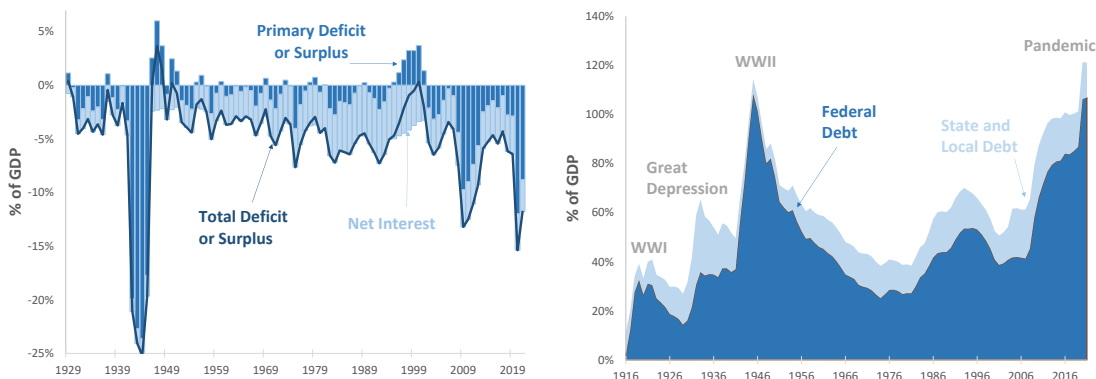 5%
0%
-5%
-10%
-15%
-20%
-25%
% of GDP
Primary Deficit
or Surplus
Total Deficit
or Surplus
Net Interest
1929 1939 1949 1959 1969 1979 1989 1999 2009 2019
140%
120%
100%
80%
60%
40%
20%
0%
% of GDP
WWI
Great
Depression
WWII
Federal
Debt
State and
Local Debt
Pandemic
1916 1926 1936 1946 1956 1966 1976 1986 1996 2006 2016